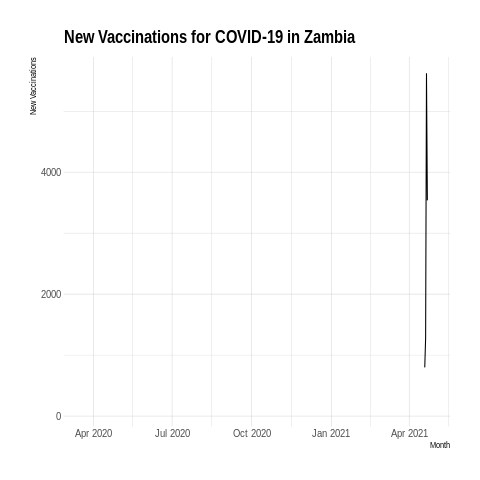 New Vaccinations for COVID-19 in Zambia
New Vaccinations
4000
2000
0
Apr 2020
Jul 2020
Oct 2020
Jan 2021
Apr 2021
Month